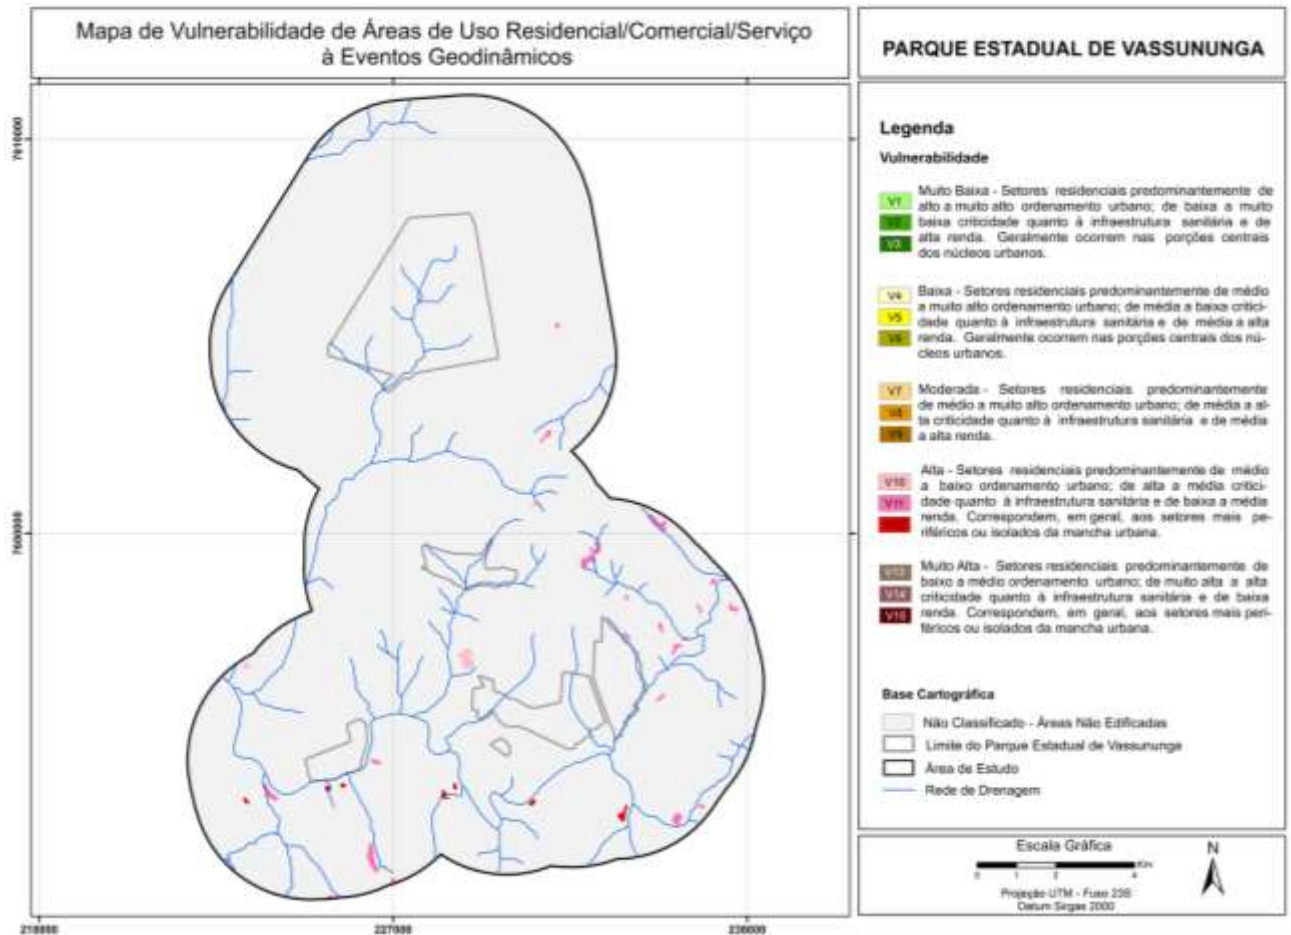 Mapa de Vulnerabilidade de Áreas de Uso Residencial/Comercial/Serviço
à Eventos Geodinâmicos
PARQUE ESTADUAL DE VASSUNUNGA
7610000
7600000
218000
227000
236000
Legenda
Vulnerabilidade
V1
V2
V3
Muito Baixa - Setores residenciais predominantemente de
alto a muito alto ordenamento urbano; de baixa a muito
baixa criticidade quanto à infraestrutura sanitária e de
alta renda. Geralmente ocorrem nas porções centrais
dos núcleos urbanos.
V4
V5
V6
Baixa - Setores residenciais predominantemente de médio
a muito alto ordenamento urbano; de média a baixa critici-
dade quanto à infraestrutura sanitária e de média a alta
renda. Geralmente ocorrem nas porções centrais dos nú-
cleos urbanos.
V7
V8
V9
Moderada - Setores residenciais predominantemente
de médio a muito alto ordenamento urbano; de média a al-
ta criticidade quanto à infraestrutura sanitária e de média
a alta renda.
V10
V11
Alta - Setores residenciais predominantemente de médio
a baixo ordenamento urbano; de alta a média critici-
dade quanto à infraestrutura sanitária e de baixa a média
renda. Correspondem, em geral, aos setores mais pe-
riféricos ou isolados da mancha urbana.
V13
V14
V15
Muito Alta - Setores residenciais predominantemente de
baixo a médio ordenamento urbano; de muito alta a alta
criticidade quanto à infraestrutura sanitária e de baixa
renda. Correspondem, em geral, aos setores mais peri-
féricos ou isolados da mancha urbana.
Base Cartográfica
Não Classificado - Áreas Não Edificadas
Limite do Parque Estadual de Vassununga
Área de Estudo
Rede de Drenagem
Escala Gráfica
0 1 2 4 Km
Projeção UTM - Fuso 23S
Datum Sirgas 2000
N